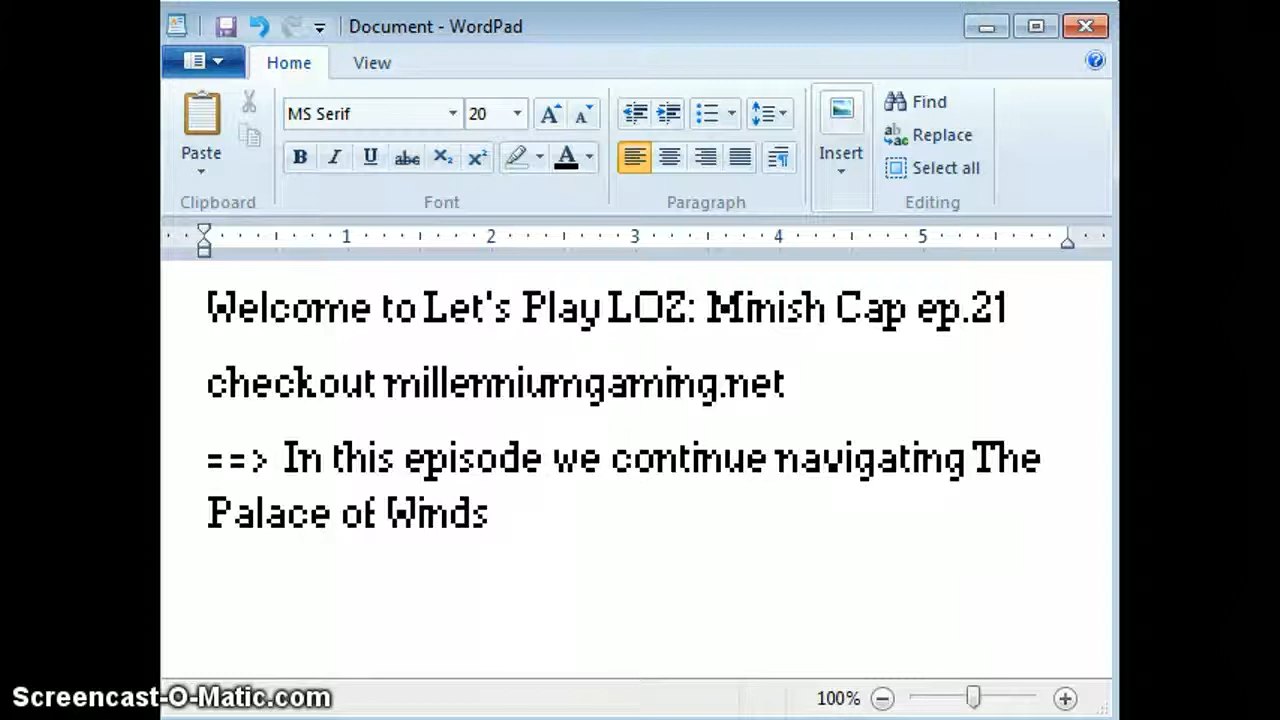 Document - WordPad
Home View
MS Serif 20
Paste
B I U abc X₂ X² A
Insert
Find
Replace
Select all
Clipboard Font Paragraph Editing
1 2 3 4 5
Welcome to Let's Play LOZ: Minish Cap ep.21
checkout millenniumgaming.net
==> In this episode we continue navigating The
Palace of Winds
100%
Screencast-O-Matic.com